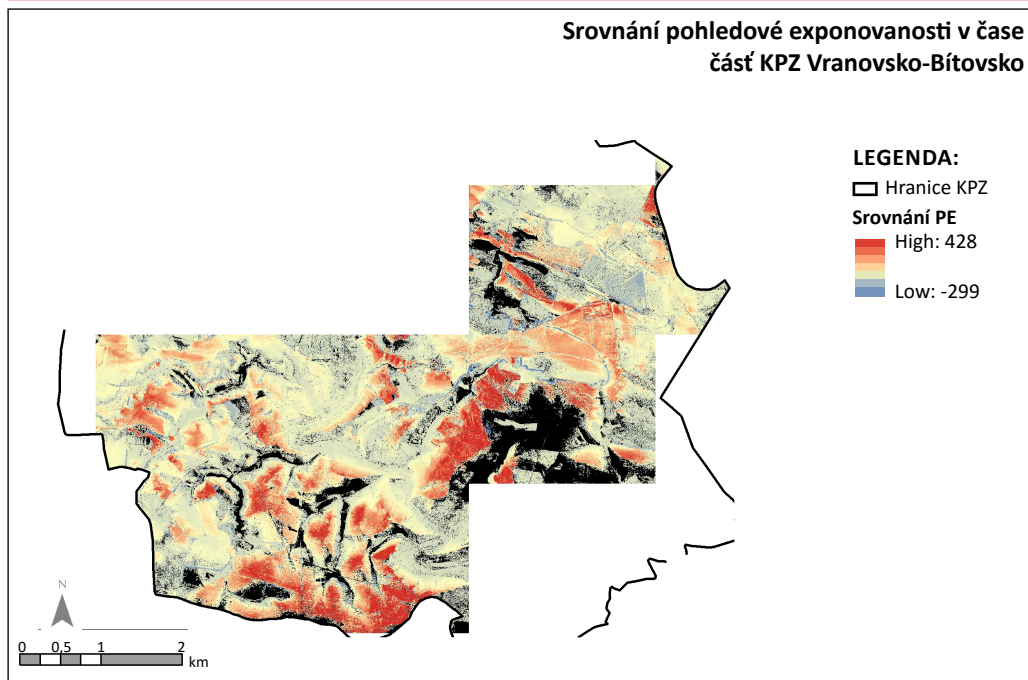 Srovnání pohledové exponovanosti v čase
část KPZ Vranovsko-Bítovsko
LEGENDA:
Hranice KPZ
Srovnání PE
High: 428
Low: -299
N
0 0,5 1 2
km